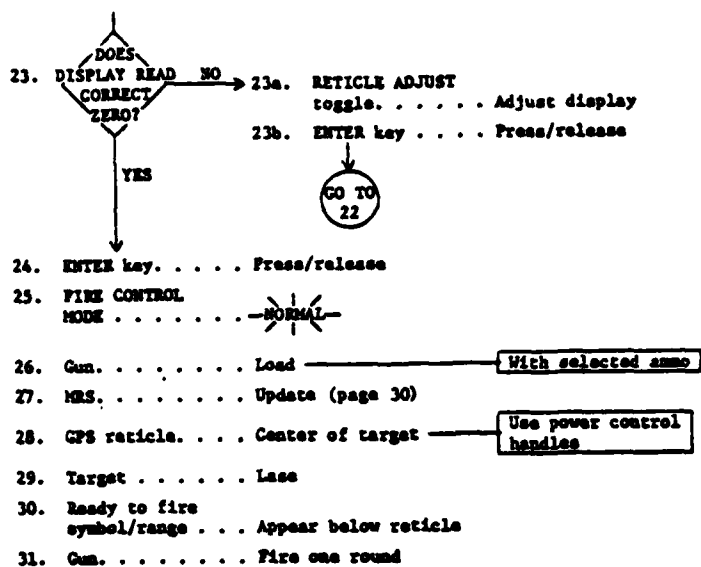 DOES
23. DISPLAY READ CORRECT ZERO?
NO
23a. RETICLE ADJUST
toggle. . . . . . Adjust display
23b. ENTER key . . . . Press/release
YES
GO TO
22
24. ENTER key. . . . . Press/release
25. FIRE CONTROL
MODE . . . . . . . NORMAL
26. Gun. . . . . . . . Load
With selected ammo
27. MRS. . . . . . . . Update (page 30)
28. GPS reticle. . . . Center of target
Use power control
handles
29. Target . . . . . . Lase
30. Ready to fire
symbol/range . . . Appear below reticle
31. Gun. . . . . . . . Fire one round